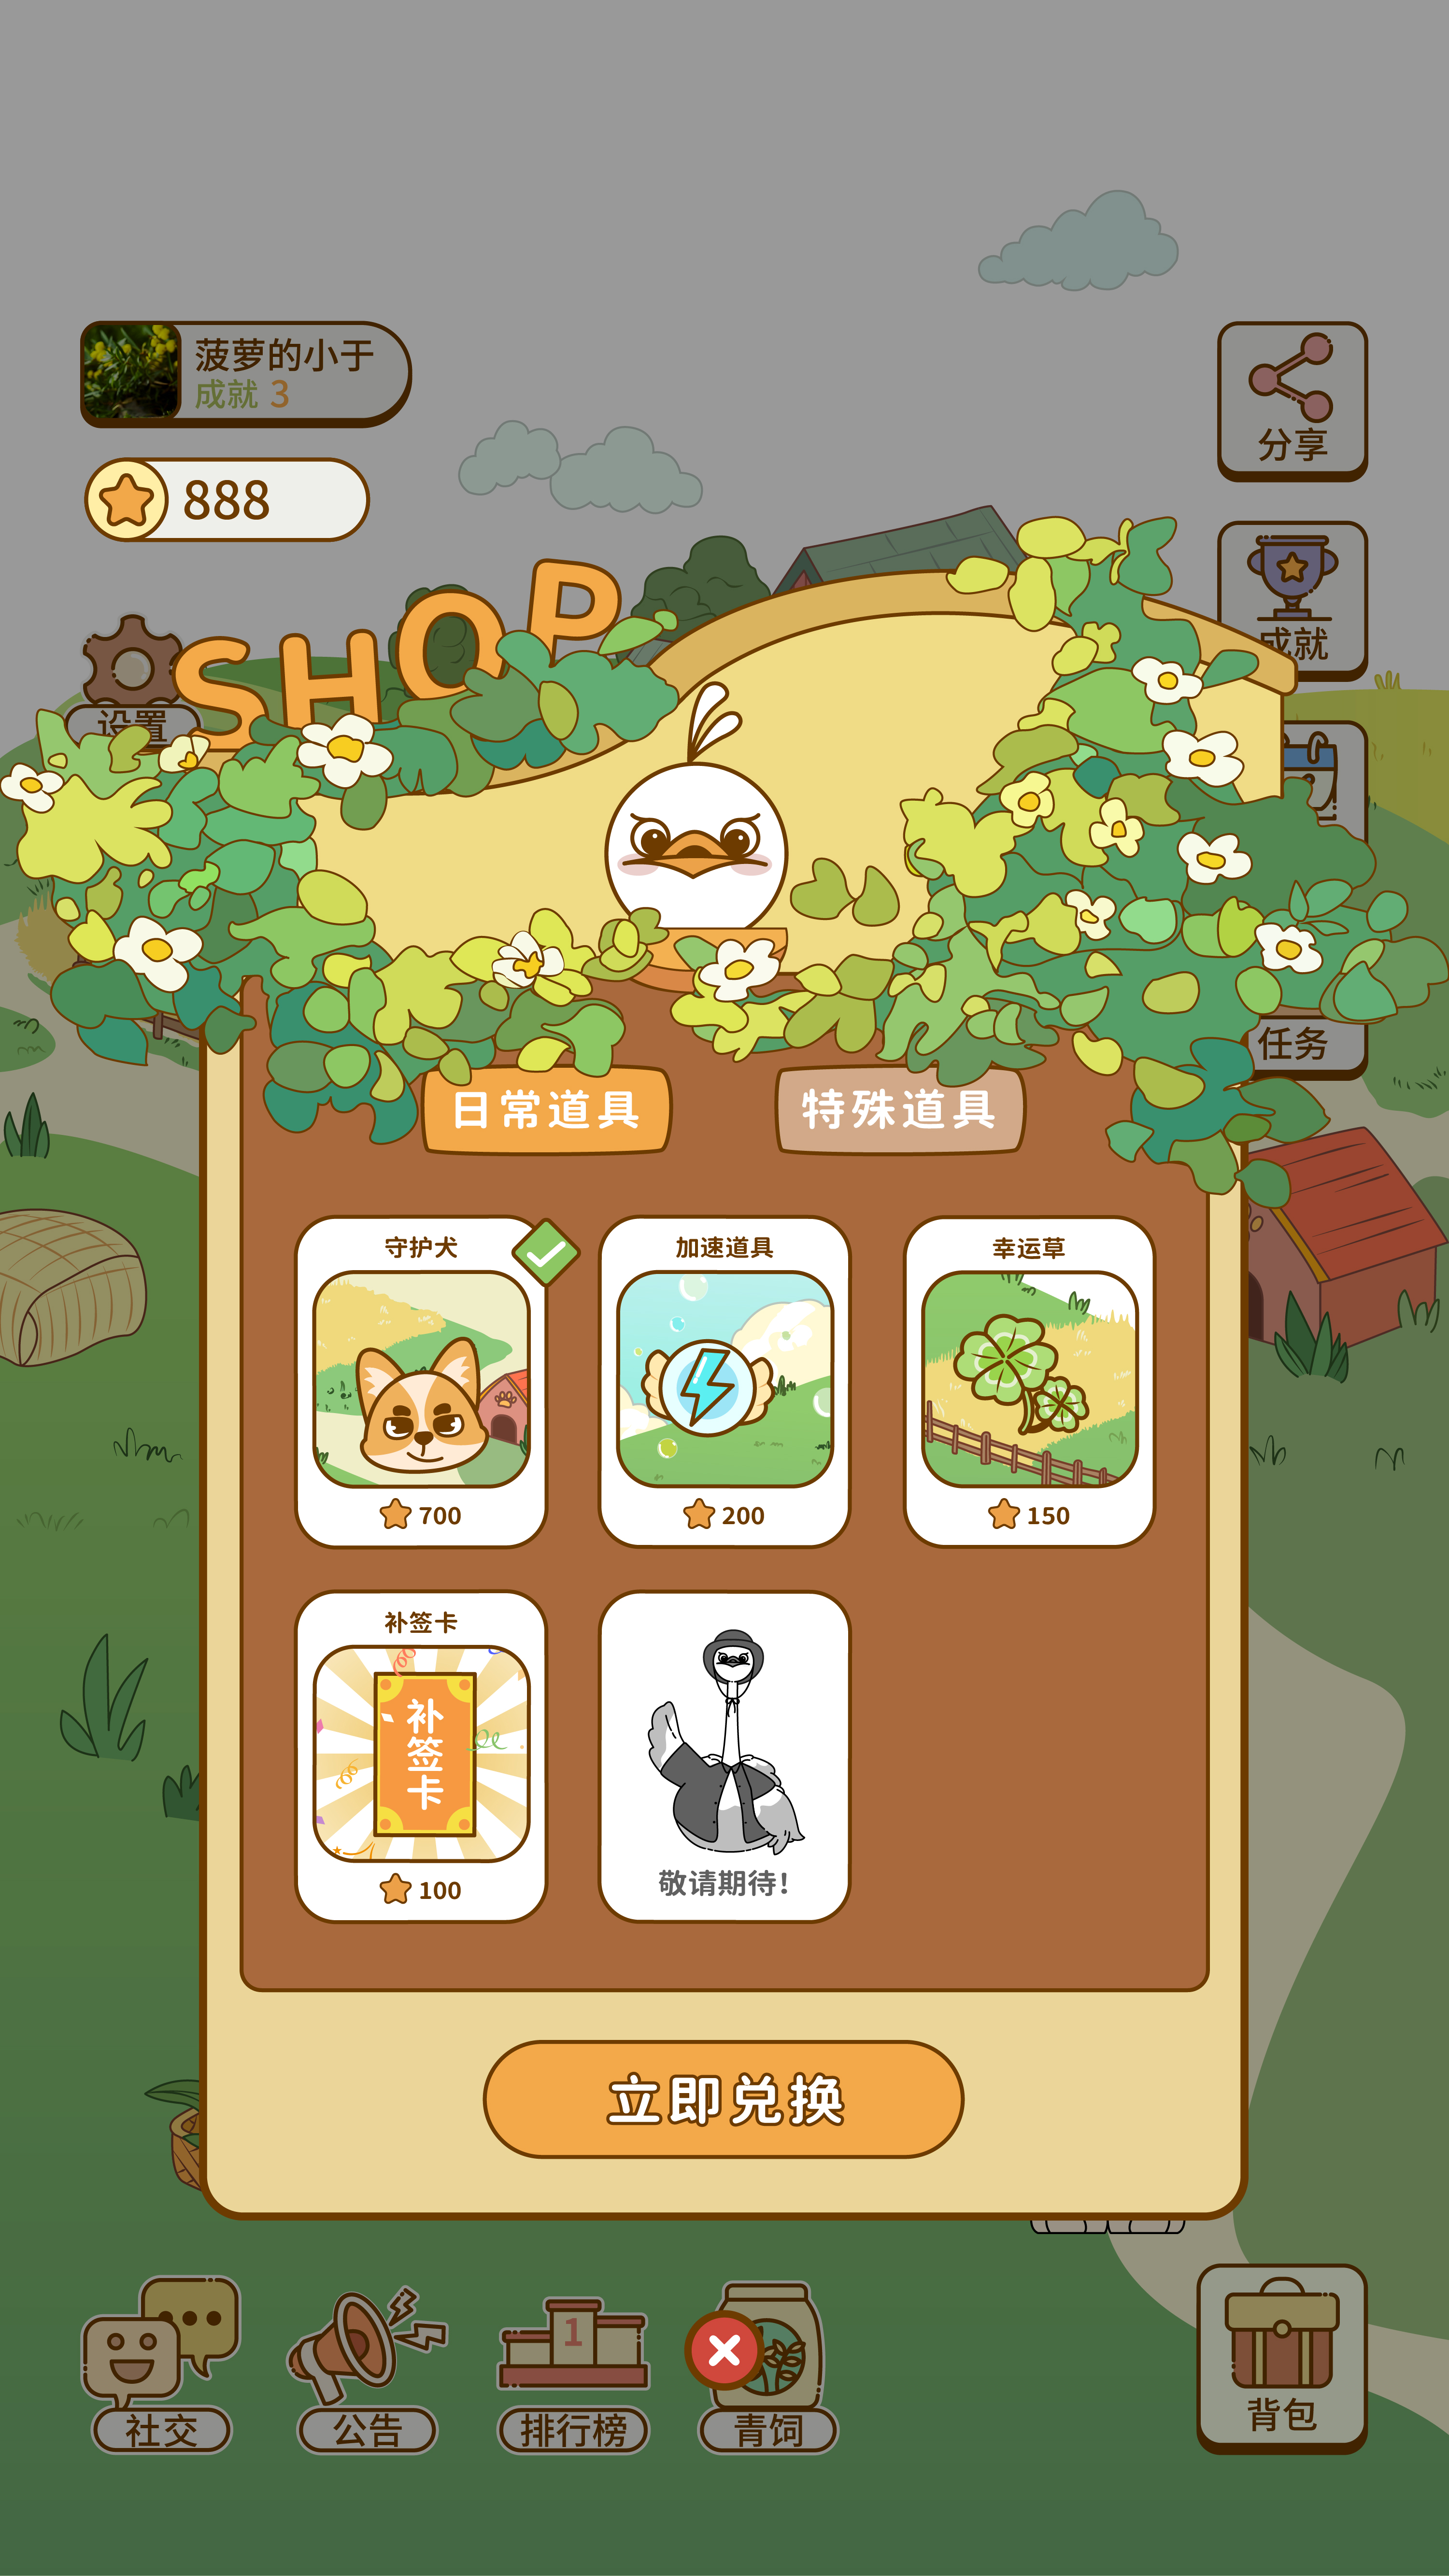 菠萝的小于
成就 3
分享
888
成就
SHOP
设置
任务
日常道具
特殊道具
守护犬
加速道具
幸运草
700
200
150
补签卡
补签卡
100
敬请期待!
立即兑换
1
社交
公告
排行榜
青饲
背包